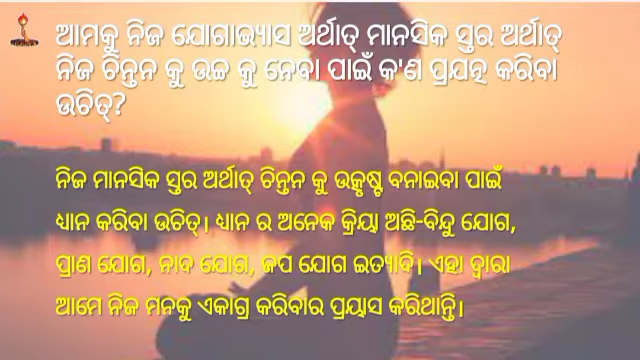 ଆମକୁ ନିଜ ଯୋଗାଭ୍ୟାସ ଅର୍ଥାତ୍ ମାନସିକ ସ୍ତର ଅର୍ଥାତ୍
ନିଜ ଚିନ୍ତନ କୁ ଉଚ୍ଚ କୁ ନେବା ପାଇଁ କ'ଣ ପ୍ରଯତ୍ନ କରିବା
ଉଚିତ୍?
ନିଜ ମାନସିକ ସ୍ତର ଅର୍ଥାତ୍ ଚିନ୍ତନ କୁ ଉତ୍କୃଷ୍ଟ ବନାଇବା ପାଇଁ
ଧ୍ୟାନ କରିବା ଉଚିତ୍। ଧ୍ୟାନ ର ଅନେକ କ୍ରିୟା ଅଛି-ବିନ୍ଦୁ ଯୋଗ,
ପ୍ରାଣ ଯୋଗ, ନାଦ ଯୋଗ, ଜପ ଯୋଗ ଇତ୍ୟାଦି। ଏହା ଦ୍ୱାରା
ଆମେ ନିଜ ମନକୁ ଏକାଗ୍ର କରିବାର ପ୍ରୟାସ କରିଥାନ୍ତି।